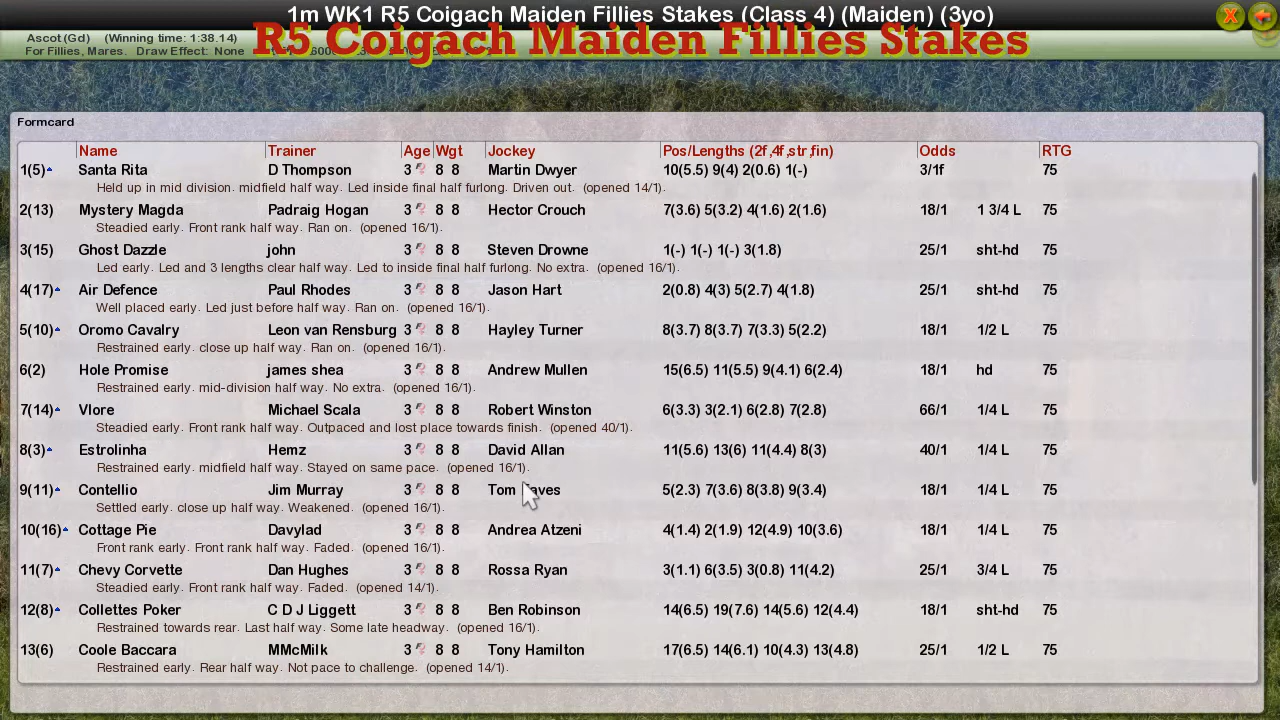 1m WK1 R5 Coigach Maiden Fillies Stakes (Class 4) (Maiden) (3yo)
R5 Coigach Maiden Fillies Stakes
Ascot(Gd) (Winning time: 1:38.14)
For Fillies, Mares. Draw Effect: None
Formcard
Name Trainer Age Wgt Jockey Pos/Lengths (2f,4f,str,fin) Odds RTG
1(5) Santa Rita D Thompson 3 8 8 Martin Dwyer 10(5.5) 9(4) 2(0.6) 1(-) 3/1f 75
Held up in mid division. midfield half way. Led inside final half furlong. Driven out. (opened 14/1).
2(13) Mystery Magda Padraig Hogan 3 8 8 Hector Crouch 7(3.6) 5(3.2) 4(1.6) 2(1.6) 18/1 1 3/4 L 75
Steadied early. Front rank half way. Ran on. (opened 16/1).
3(15) Ghost Dazzle john 3 8 8 Steven Drowne 1(-) 1(-) 1(-) 3(1.8) 25/1 sht-hd 75
Led early. Led and 3 lengths clear half way. Led to inside final half furlong. No extra. (opened 16/1).
4(17) Air Defence Paul Rhodes 3 8 8 Jason Hart 2(0.8) 4(3) 5(2.7) 4(1.8) 25/1 sht-hd 75
Well placed early. Led just before half way. Ran on. (opened 16/1).
5(10) Oromo Cavalry Leon van Rensburg 3 8 8 Hayley Turner 8(3.7) 8(3.7) 7(3.3) 5(2.2) 18/1 1/2 L 75
Restrained early. close up half way. Ran on. (opened 16/1).
6(2) Hole Promise james shea 3 8 8 Andrew Mullen 15(6.5) 11(5.5) 9(4.1) 6(2.4) 18/1 hd 75
Restrained early. mid-division half way. No extra. (opened 16/1).
7(14) Vlore Michael Scala 3 8 8 Robert Winston 6(3.3) 3(2.1) 6(2.8) 7(2.8) 66/1 1/4 L 75
Steadied early. Front rank half way. Outpaced and lost place towards finish. (opened 40/1).
8(3) Estrolinha Hemz 3 8 8 David Allan 11(5.6) 13(6) 11(4.4) 8(3) 40/1 1/4 L 75
Restrained early. midfield half way. Stayed on same pace. (opened 16/1).
9(11) Contellio Jim Murray 3 8 8 Tom 5(2.3) 7(3.6) 8(3.8) 9(3.4) 18/1 1/4 L 75
Settled early. close up half way. Weakened. (opened 16/1).
10(16) Cottage Pie Davylad 3 8 8 Andrea Atzeni 4(1.4) 2(1.9) 12(4.9) 10(3.6) 18/1 1/4 L 75
Front rank early. Front rank half way. Faded. (opened 16/1).
11(7) Chevy Corvette Dan Hughes 3 8 8 Rossa Ryan 3(1.1) 6(3.5) 3(0.8) 11(4.2) 25/1 3/4 L 75
Steadied early. Front rank half way. Faded. (opened 14/1).
12(8) Collettes Poker C D J Liggett 3 8 8 Ben Robinson 14(6.5) 19(7.6) 14(5.6) 12(4.4) 18/1 sht-hd 75
Restrained towards rear. Last half way. Some late headway. (opened 16/1).
13(6) Coole Baccara MMcMilk 3 8 8 Tony Hamilton 17(6.5) 14(6.1) 10(4.3) 13(4.8) 25/1 1/2 L 75
Restrained early. Rear half way. Not pace to challenge. (opened 14/1).